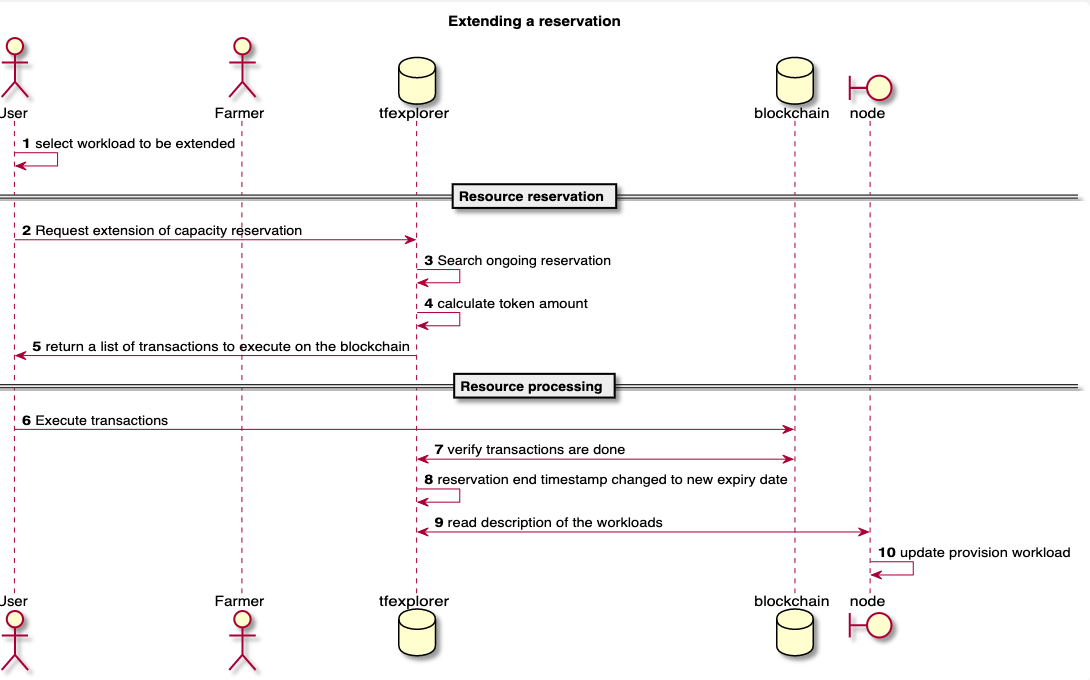 Extending a reservation
User Farmer tfexplorer blockchain node
1 select workload to be extended
Resource reservation
2 Request extension of capacity reservation
3 Search ongoing reservation
4 calculate token amount
5 return a list of transactions to execute on the blockchain
Resource processing
6 Execute transactions
7 verify transactions are done
8 reservation end timestamp changed to new expiry date
9 read description of the workloads
10 update provision workload
User Farmer tfexplorer blockchain node